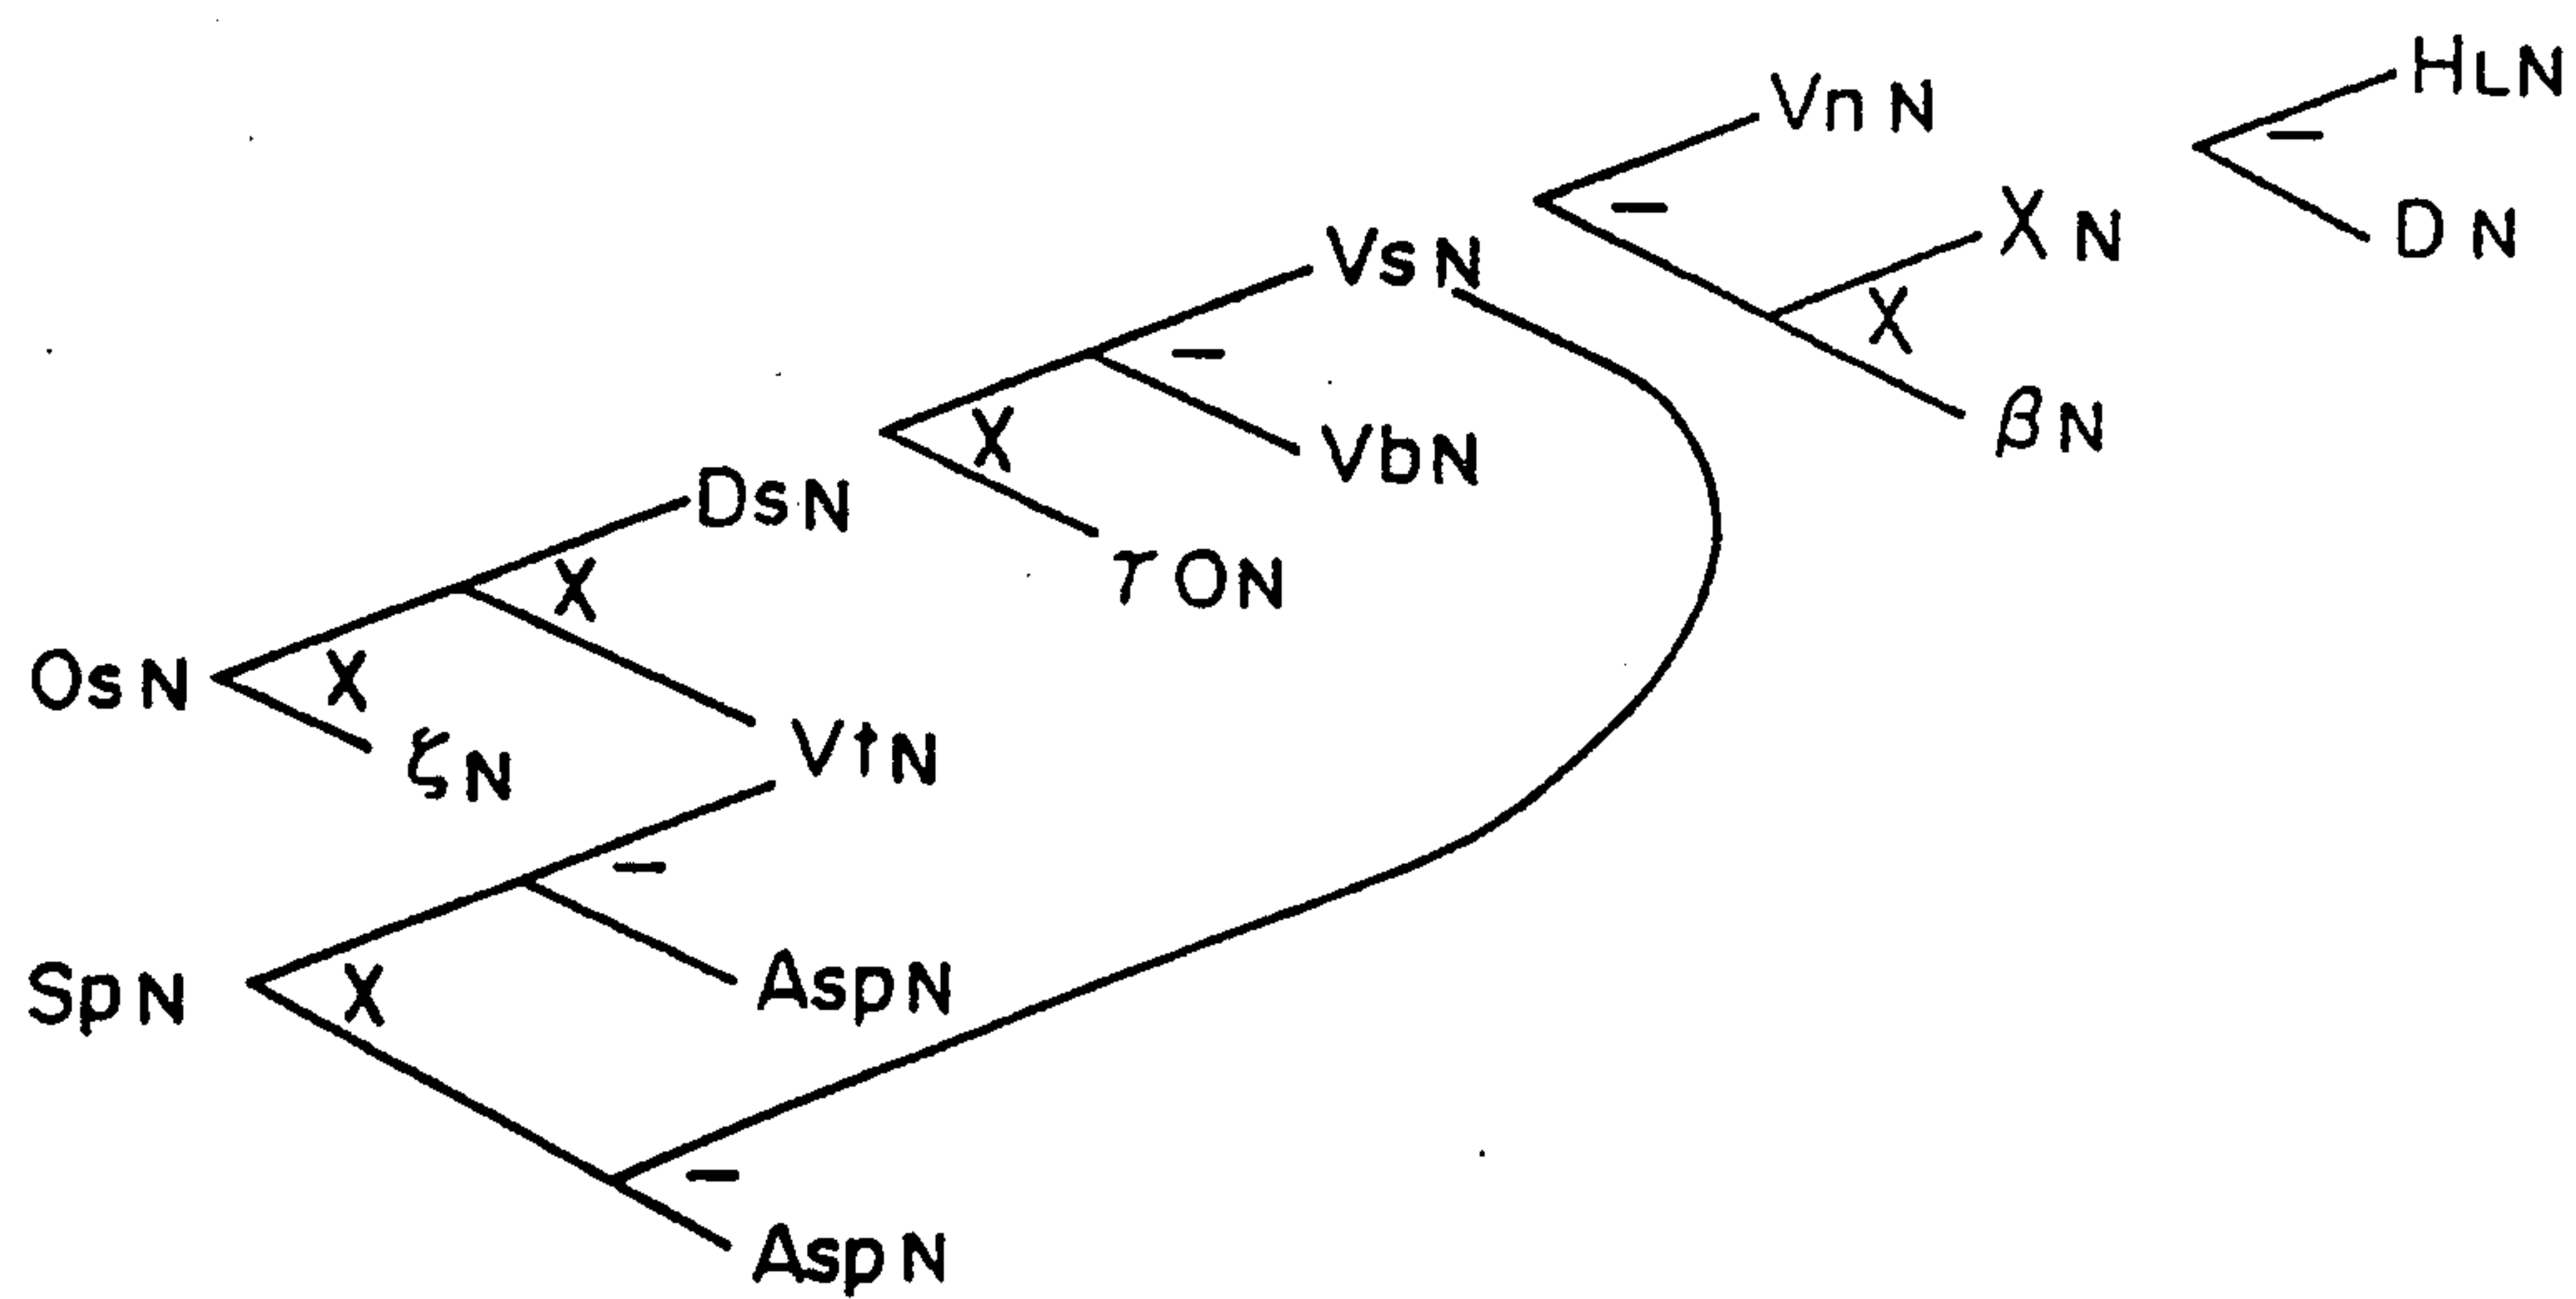 HLN
VnN
XN
DN
VsN
–
–
X
βN
–
X
VbN
DsN
τON
X
OsN
X
ζN
VtN
–
SpN
X
AspN
–
AspN